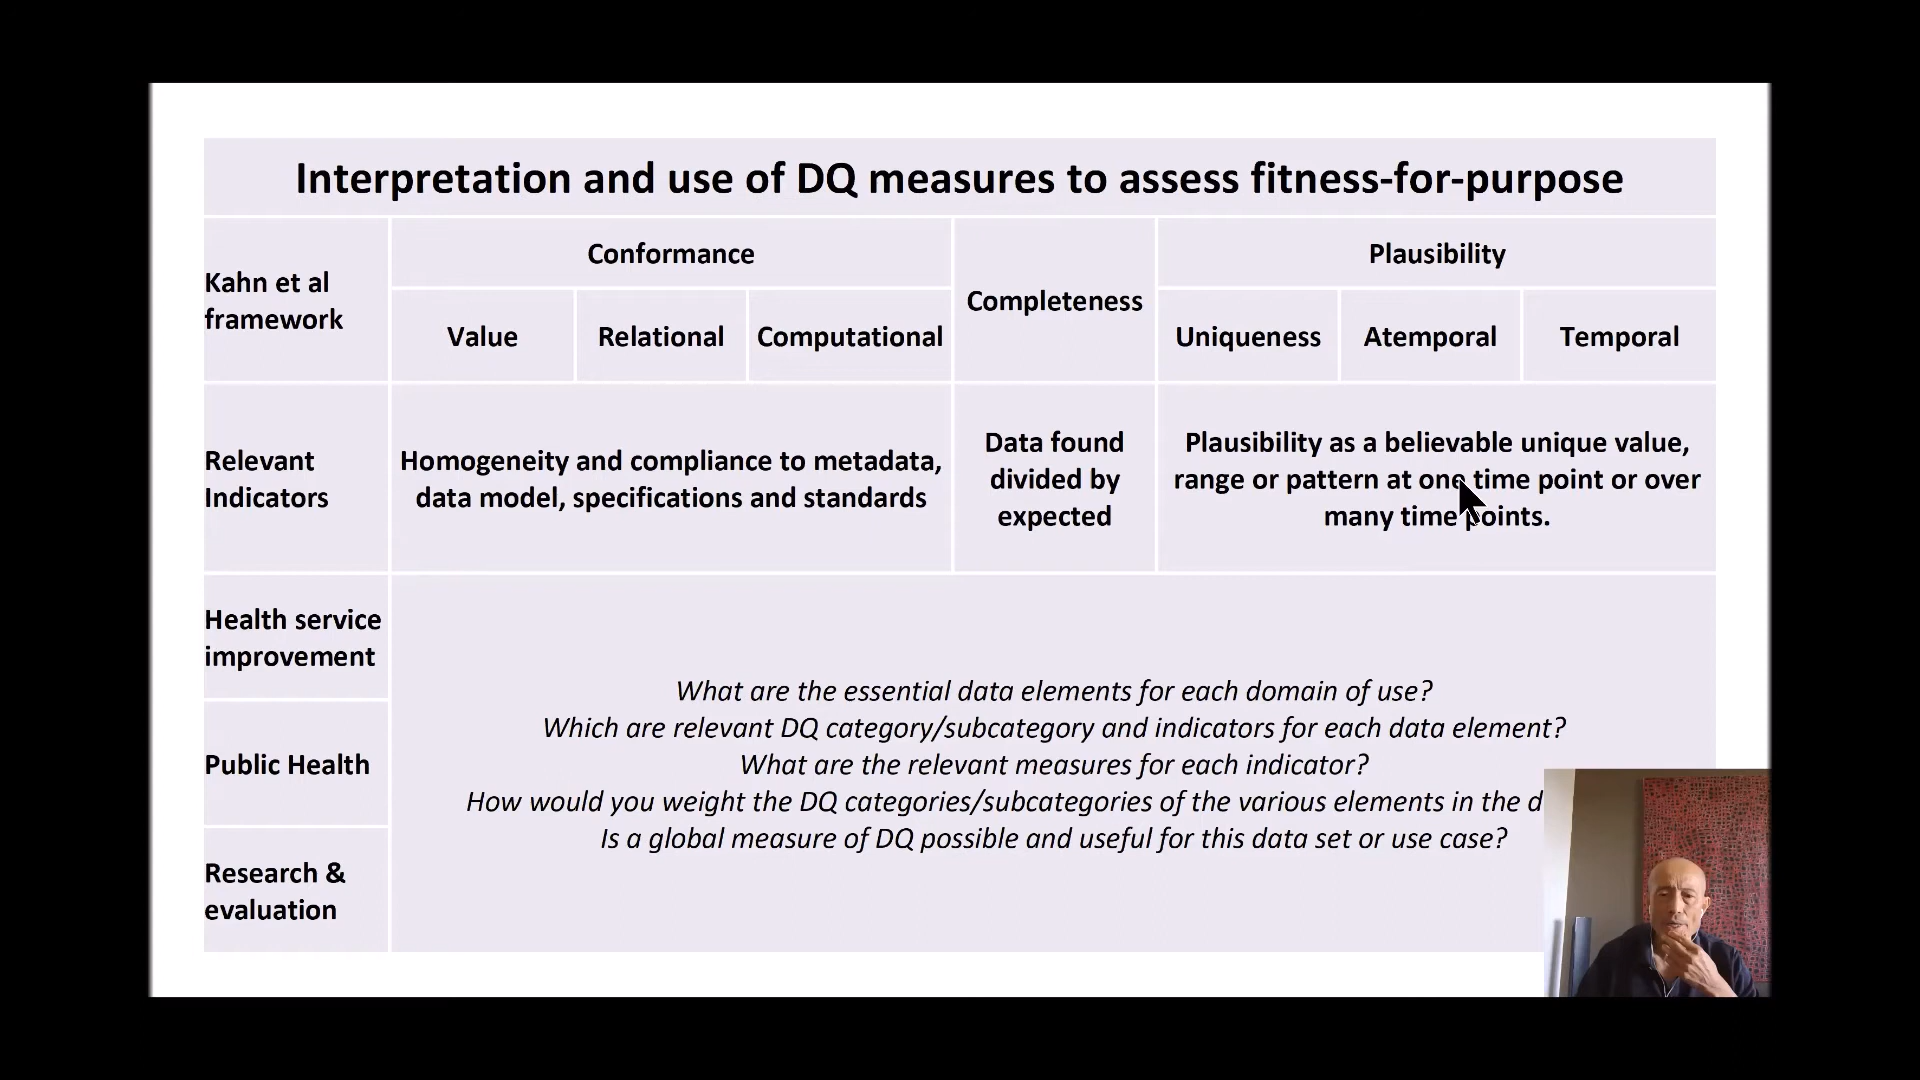 Interpretation and use of DQ measures to assess fitness-for-purpose
Kahn et al
framework
Conformance
Completeness
Plausibility
Value
Relational
Computational
Uniqueness
Atemporal
Temporal
Relevant
Indicators
Homogeneity and compliance to metadata,
data model, specifications and standards
Data found
divided by
expected
Plausibility as a believable unique value,
range or pattern at one time point or over
many time points.
Health service
improvement
Public Health
Research &
evaluation
What are the essential data elements for each domain of use?
Which are relevant DQ category/subcategory and indicators for each data element?
What are the relevant measures for each indicator?
How would you weight the DQ categories/subcategories of the various elements in the
Is a global measure of DQ possible and useful for this data set or use case?